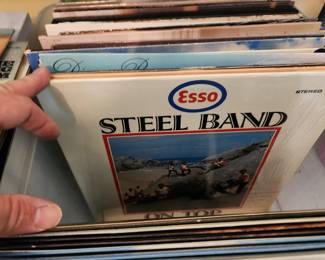 Esso
STEREO
STEEL BAND
ON TOP